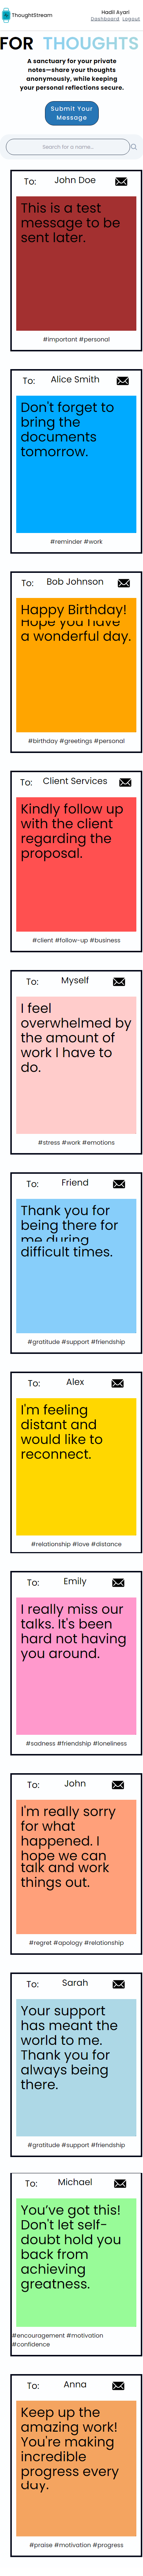 ThoughtStream
Hadil Ayari
Dashboard Logout
FOR THOUGHTS
A sanctuary for your private
notes—share your thoughts
anonymously, while keeping
your personal reflections secure.
Submit Your
Message
Search for a name...
To: John Doe
This is a test
message to be
sent later.
#important #personal
To: Alice Smith
Don't forget to
bring the
documents
tomorrow.
#reminder #work
To: Bob Johnson
Happy Birthday!
Hope you have
a wonderful day.
#birthday #greetings #personal
To: Client Services
Kindly follow up
with the client
regarding the
proposal.
#client #follow-up #business
To: Myself
I feel
overwhelmed by
the amount of
work I have to
do.
#stress #work #emotions
To: Friend
Thank you for
being there for
me during
difficult times.
#gratitude #support #friendship
To: Alex
I'm feeling
distant and
would like to
reconnect.
#relationship #love #distance
To: Emily
I really miss our
talks. It's been
hard not having
you around.
#sadness #friendship #loneliness
To: John
I'm really sorry
for what
happened. I
hope we can
talk and work
things out.
#regret #apology #relationship
To: Sarah
Your support
has meant the
world to me.
Thank you for
always being
there.
#gratitude #support #friendship
To: Michael
You've got this!
Don't let self-
doubt hold you
back from
achieving
greatness.
#encouragement #motivation
#confidence
To: Anna
Keep up the
amazing work!
You're making
incredible
progress every
day.
#praise #motivation #progress